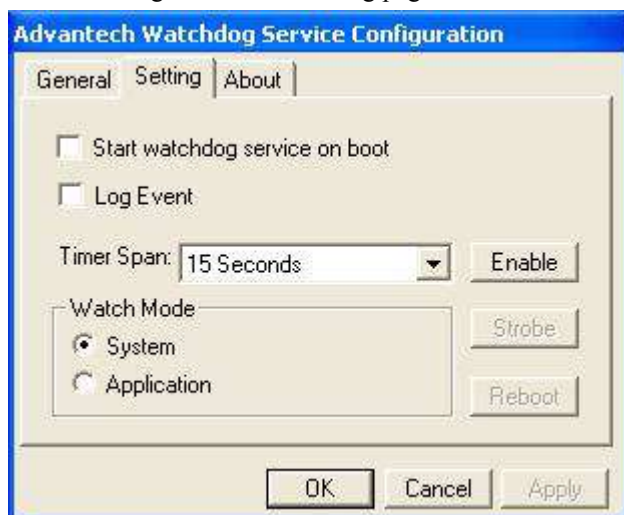 Advantech Watchdog Service Configuration
General Setting About
Start watchdog service on boot
Log Event
Timer Span: 15 Seconds Enable
Watch Mode
System
Application
Strobe
Reboot
OK Cancel Apply